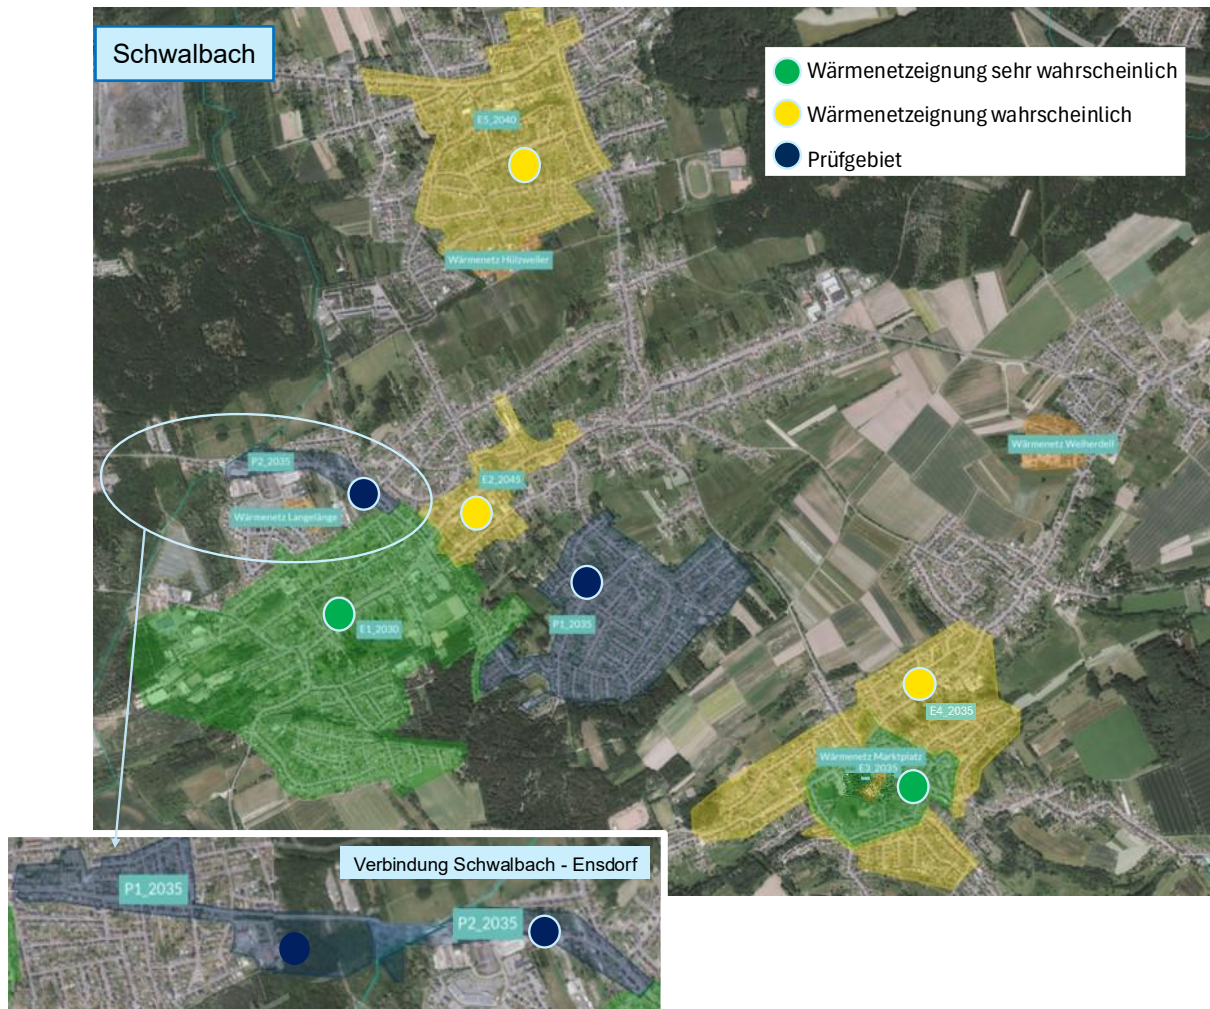 Schwalbach
Wärmenetzeignung sehr wahrscheinlich
Wärmenetzeignung wahrscheinlich
Prüfgebiet
E5_2040
Wärmenetz Hülzweiler
Wärmenetz Weiherdell
P2_2035
E2_2045
Wärmenetz Langelänge
P1_2035
E1_2030
E4_2035
Wärmenetz Marktplatz
E3_2035
Verbindung Schwalbach - Ensdorf
P1_2035
P2_2035